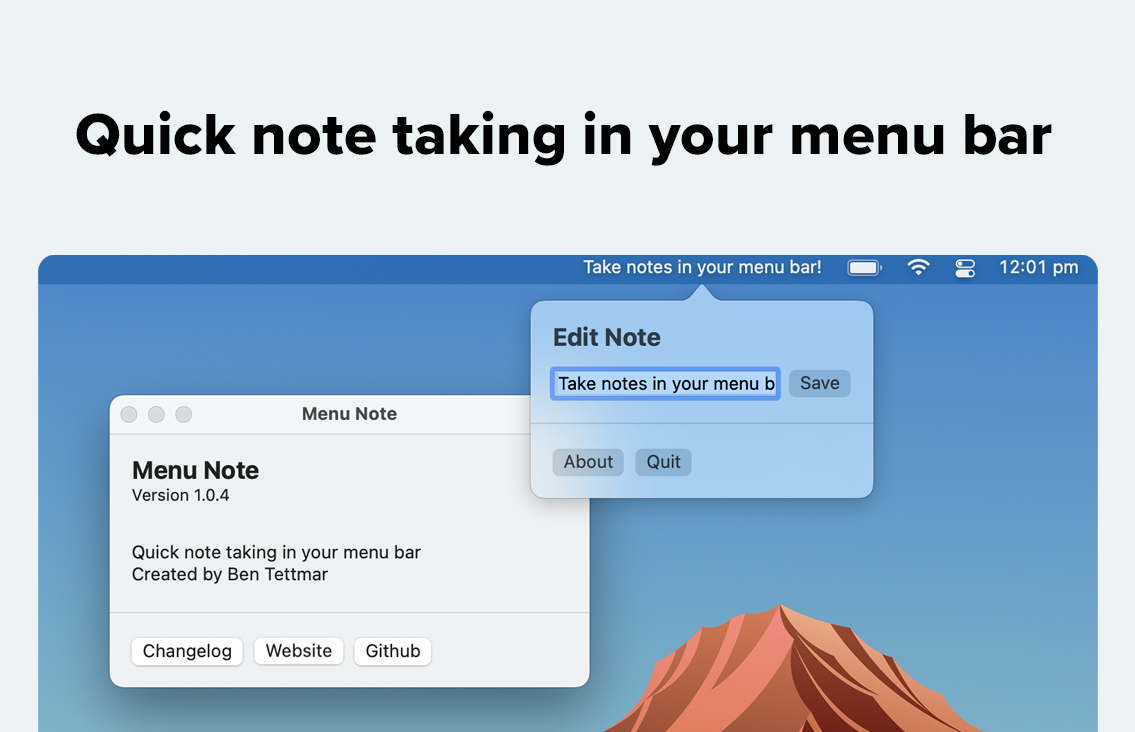 Quick note taking in your menu bar
Take notes in your menu bar! 12:01 pm
Edit Note
Take notes in your menu b Save
About Quit
Menu Note
Menu Note
Version 1.0.4
Quick note taking in your menu bar
Created by Ben Tettmar
Changelog Website Github